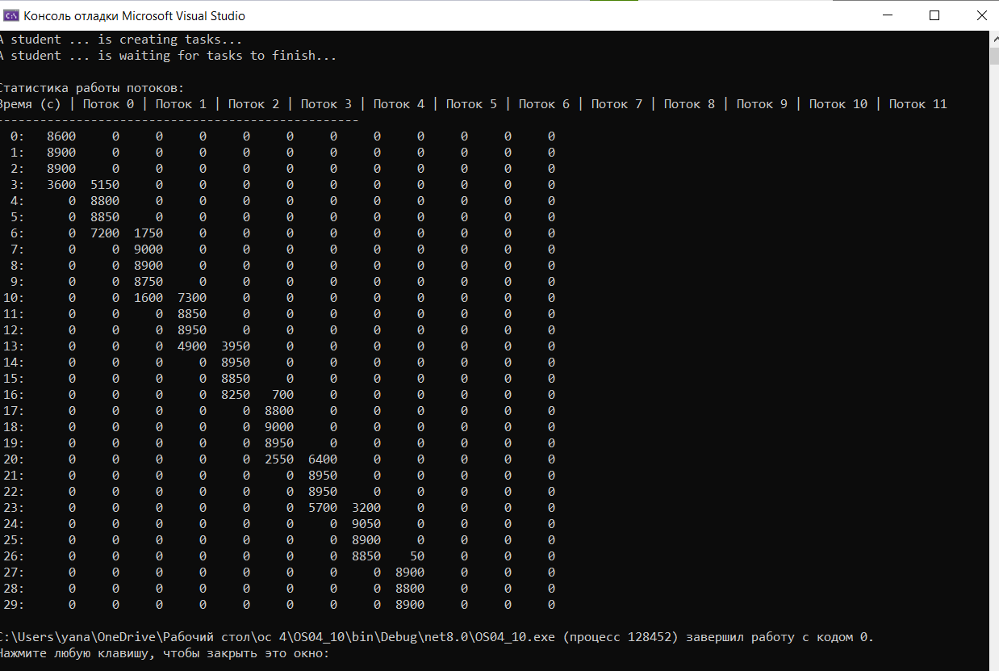 Консоль отладки Microsoft Visual Studio
A student ... is creating tasks...
A student ... is waiting for tasks to finish...
Статистика работы потоков:
Время (с) | Поток 0 | Поток 1 | Поток 2 | Поток 3 | Поток 4 | Поток 5 | Поток 6 | Поток 7 | Поток 8 | Поток 9 | Поток 10 | Поток 11
--------------------------------------------------
0: 8600 0 0 0 0 0 0 0 0 0 0 0
1: 8900 0 0 0 0 0 0 0 0 0 0 0
2: 8900 0 0 0 0 0 0 0 0 0 0 0
3: 3600 5150 0 0 0 0 0 0 0 0 0 0
4: 0 8800 0 0 0 0 0 0 0 0 0 0
5: 0 8850 0 0 0 0 0 0 0 0 0 0
6: 0 7200 1750 0 0 0 0 0 0 0 0 0
7: 0 0 9000 0 0 0 0 0 0 0 0 0
8: 0 0 8900 0 0 0 0 0 0 0 0 0
9: 0 0 8750 0 0 0 0 0 0 0 0 0
10: 0 0 1600 7300 0 0 0 0 0 0 0 0
11: 0 0 0 8850 0 0 0 0 0 0 0 0
12: 0 0 0 8950 0 0 0 0 0 0 0 0
13: 0 0 0 4900 3950 0 0 0 0 0 0 0
14: 0 0 0 0 8950 0 0 0 0 0 0 0
15: 0 0 0 0 8850 0 0 0 0 0 0 0
16: 0 0 0 0 8250 700 0 0 0 0 0 0
17: 0 0 0 0 0 8800 0 0 0 0 0 0
18: 0 0 0 0 0 9000 0 0 0 0 0 0
19: 0 0 0 0 0 8950 0 0 0 0 0 0
20: 0 0 0 0 0 2550 6400 0 0 0 0 0
21: 0 0 0 0 0 0 8950 0 0 0 0 0
22: 0 0 0 0 0 0 8950 0 0 0 0 0
23: 0 0 0 0 0 0 5700 3200 0 0 0 0
24: 0 0 0 0 0 0 0 9050 0 0 0 0
25: 0 0 0 0 0 0 0 8900 0 0 0 0
26: 0 0 0 0 0 0 0 8850 50 0 0 0
27: 0 0 0 0 0 0 0 0 8900 0 0 0
28: 0 0 0 0 0 0 0 0 8800 0 0 0
29: 0 0 0 0 0 0 0 0 8900 0 0 0
C:\Users\yana\OneDrive\Рабочий стол\ос 4\OS04_10\bin\Debug\net8.0\OS04_10.exe (процесс 128452) завершил работу с кодом 0.
Нажмите любую клавишу, чтобы закрыть это окно: